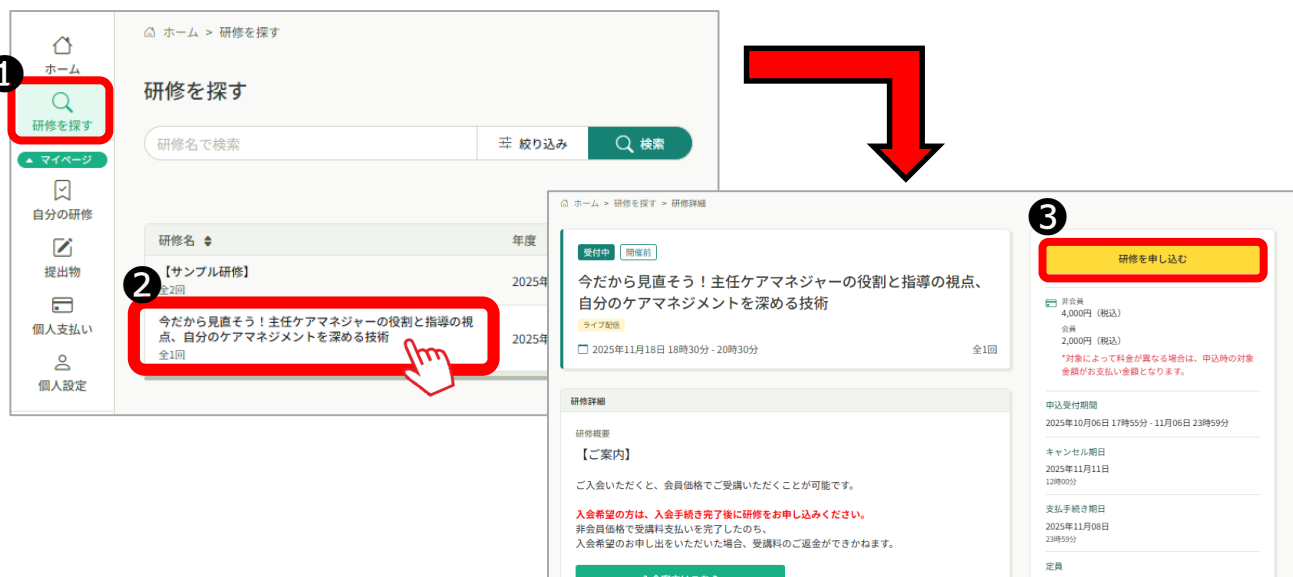 ❶
ホーム
研修を探す
マイページ
自分の研修
提出物
個人支払い
個人設定
ホーム > 研修を探す
研修を探す
研修名で検索
絞り込み
検索
研修名
年度
❷
【サンプル研修】
全2回
2025年
今だから見直そう！主任ケアマネジャーの役割と指導の視
点、自分のケアマネジメントを深める技術
全1回
2025年
ホーム > 研修を探す > 研修詳細
受付中 開催前
今だから見直そう！主任ケアマネジャーの役割と指導の視点、
自分のケアマネジメントを深める技術
ライブ配信
2025年11月18日 18時30分 - 20時30分
全1回
研修詳細
研修概要
【ご案内】
ご入会いただくと、会員価格でご受講いただくことが可能です。
入会希望の方は、入会手続き完了後に研修をお申し込みください。
非会員価格で受講料支払いを完了したのち、
入会希望のお申し出をいただいた場合、受講料のご返金ができかねます。
❸
研修を申し込む
非会員
4,000円（税込）
会員
2,000円（税込）
*対象によって料金が異なる場合は、申込時の対象
金額がお支払い金額となります。
申込受付期間
2025年10月06日 17時55分 - 11月06日 23時59分
キャンセル期日
2025年11月11日
12時00分
支払手続き期日
2025年11月08日
23時59分
定員